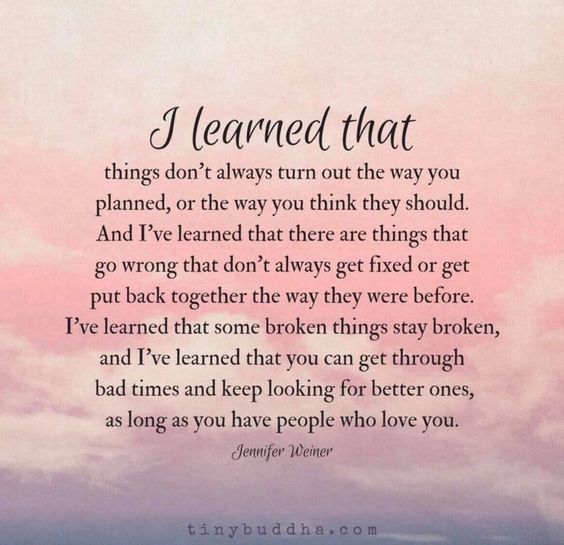 I learned that
things don't always turn out the way you
planned, or the way you think they should.
And I've learned that there are things that
go wrong that don't always get fixed or get
put back together the way they were before.
I've learned that some broken things stay broken,
and I've learned that you can get through
bad times and keep looking for better ones,
as long as you have people who love you.
Jennifer Weiner
tinybuddha.com